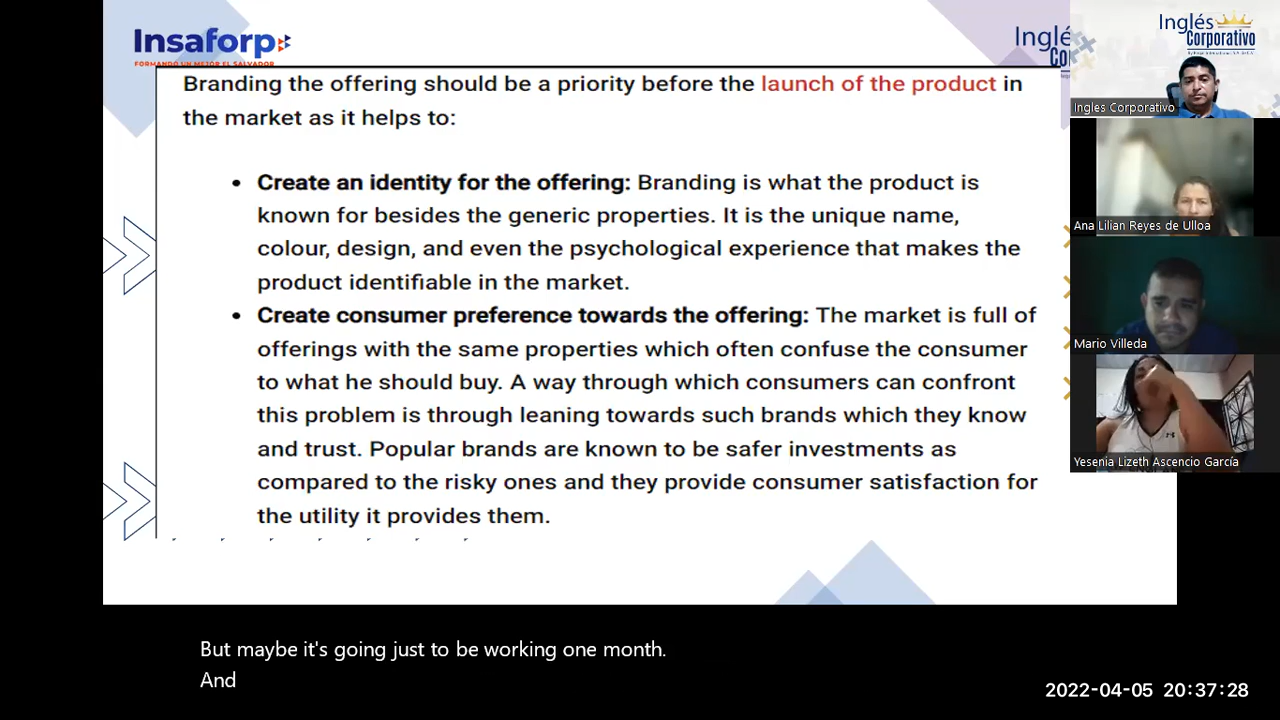 Insaforp
FORMANDO UN MEJOR EL SALVADOR
Inglé
Co
Branding the offering should be a priority before the launch of the product in
the market as it helps to:
• Create an identity for the offering: Branding is what the product is
known for besides the generic properties. It is the unique name,
colour, design, and even the psychological experience that makes the
product identifiable in the market.
• Create consumer preference towards the offering: The market is full of
offerings with the same properties which often confuse the consumer
to what he should buy. A way through which consumers can confront
this problem is through leaning towards such brands which they know
and trust. Popular brands are known to be safer investments as
compared to the risky ones and they provide consumer satisfaction for
the utility it provides them.
Inglés
Corporativo
Ingles Corporativo
Ana Lilian Reyes de Ulloa
Mario Villeda
Yesenia Lizeth Ascencio García
But maybe it's going just to be working one month.
And
2022-04-05 20:37:28